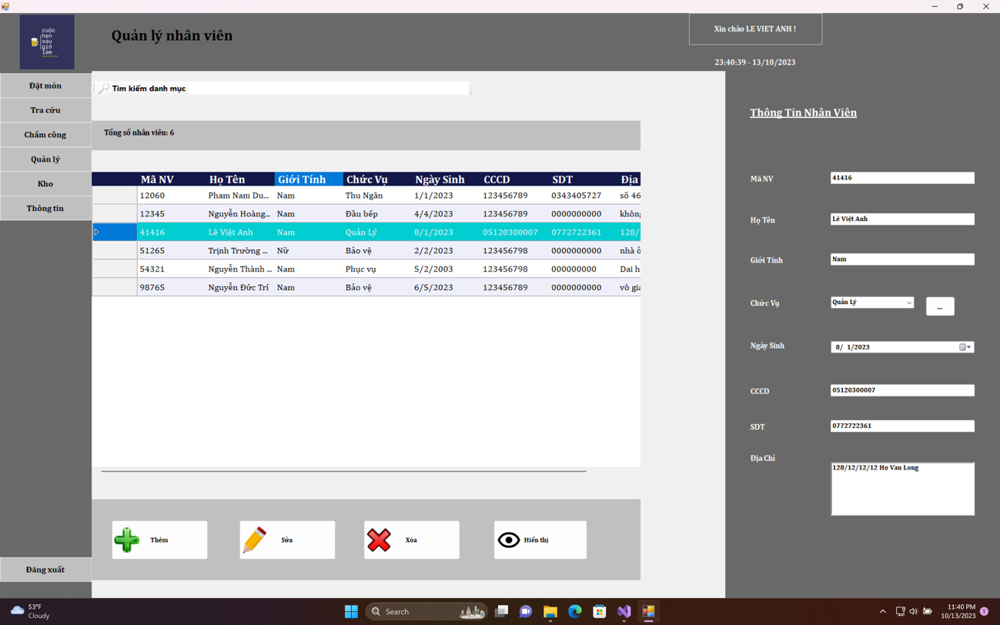 cuộc
hẹn
sau
giờ
làm
Quản lý nhân viên
Xin chào LE VIET ANH !
23:40:39 - 13/10/2023
Đặt món
Tra cứu
Chấm công
Quản lý
Kho
Thông tin
Đăng xuất
Tìm kiếm danh mục
Tổng số nhân viên: 6
Mã NV Họ Tên Giới Tính Chức Vụ Ngày Sinh CCCD SDT Địa
12060 Pham Nam Du... Nam Thu Ngân 1/1/2023 123456789 0343405727 số 46
12345 Nguyễn Hoàng... Nam Đầu bếp 4/4/2023 123456789 0000000000 không
41416 Lê Việt Anh Nam Quản Lý 8/1/2023 05120300007 0772722361 128/
51265 Trịnh Trường ... Nữ Bảo vệ 2/2/2023 123456798 0000000000 nhà ở
54321 Nguyễn Thành ... Nam Phục vụ 5/2/2003 123456798 000000000 Dai h
98765 Nguyễn Đức Trí Nam Bảo vệ 6/5/2023 123456789 0000000000 vô gia
Thêm
Sửa
Xóa
Hiển thị
Thông Tin Nhân Viên
Mã NV 41416
Họ Tên Lê Việt Anh
Giới Tính Nam
Chức Vụ Quản Lý ...
Ngày Sinh 8/ 1/2023
CCCD 05120300007
SDT 0772722361
Địa Chỉ 128/12/12/12 Ho Van Long
53°F
Cloudy
Search
11:40 PM
10/13/2023
1